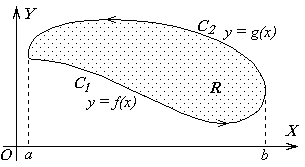 Y
C2 y = g(x)
C1
y = f(x)
R
X
O a b